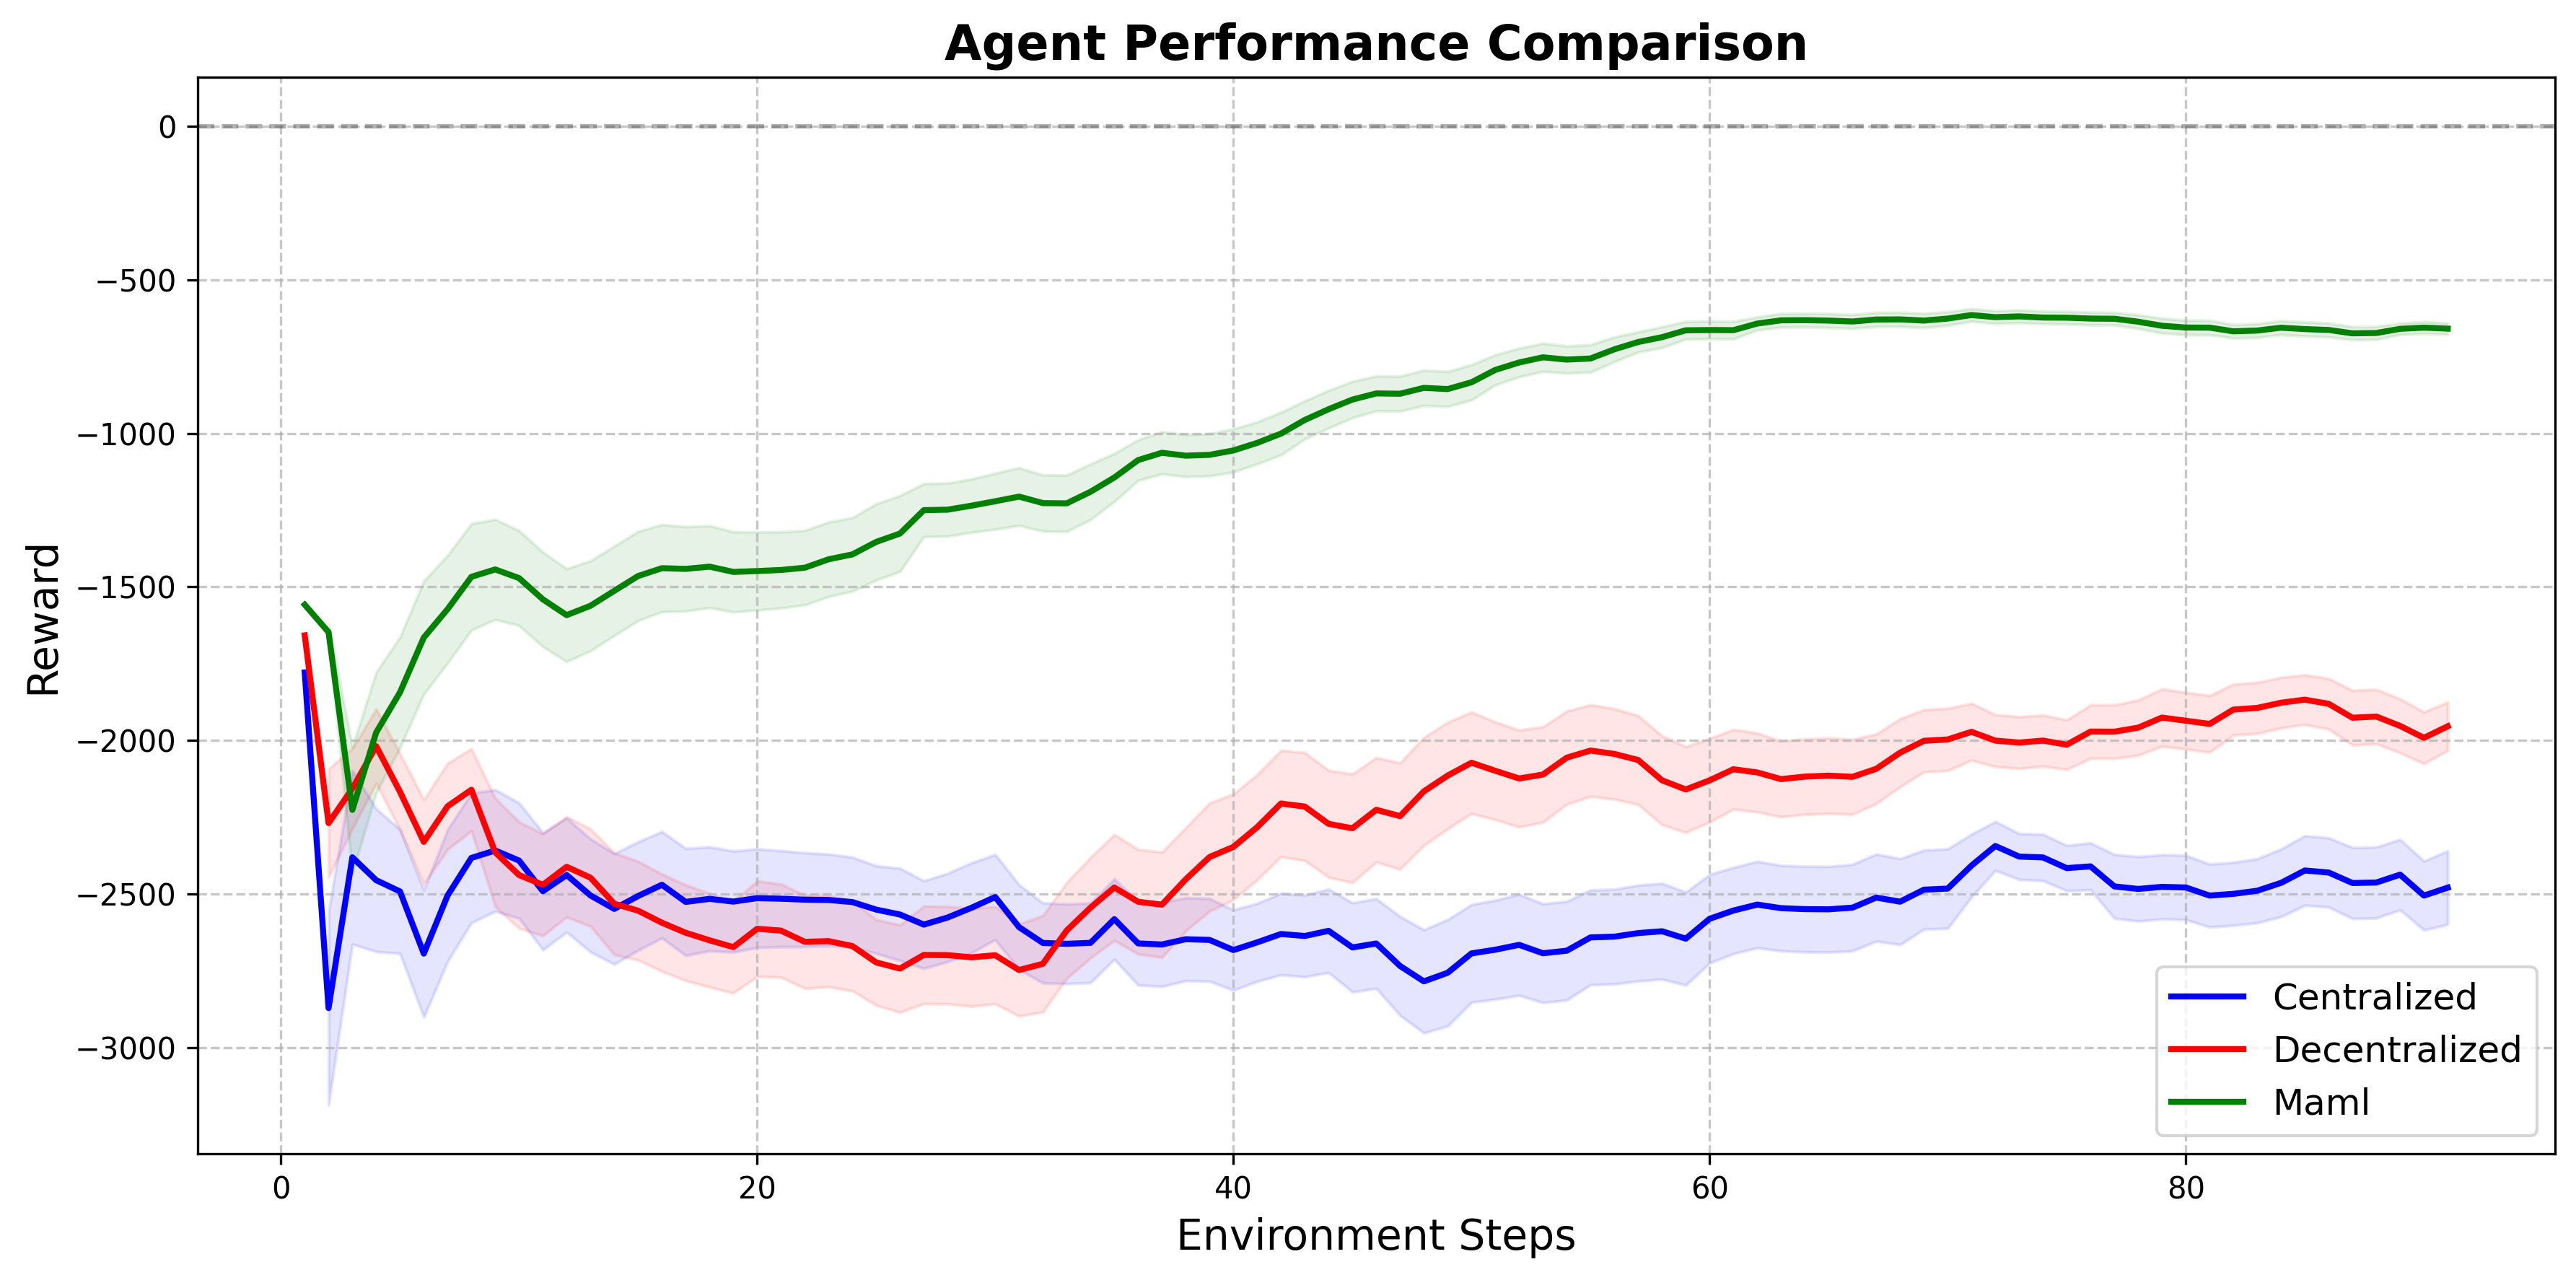 Agent Performance Comparison
0
−500
−1000
−1500
−2000
−2500
−3000
Reward
0 20 40 60 80
Environment Steps
Centralized
Decentralized
Maml